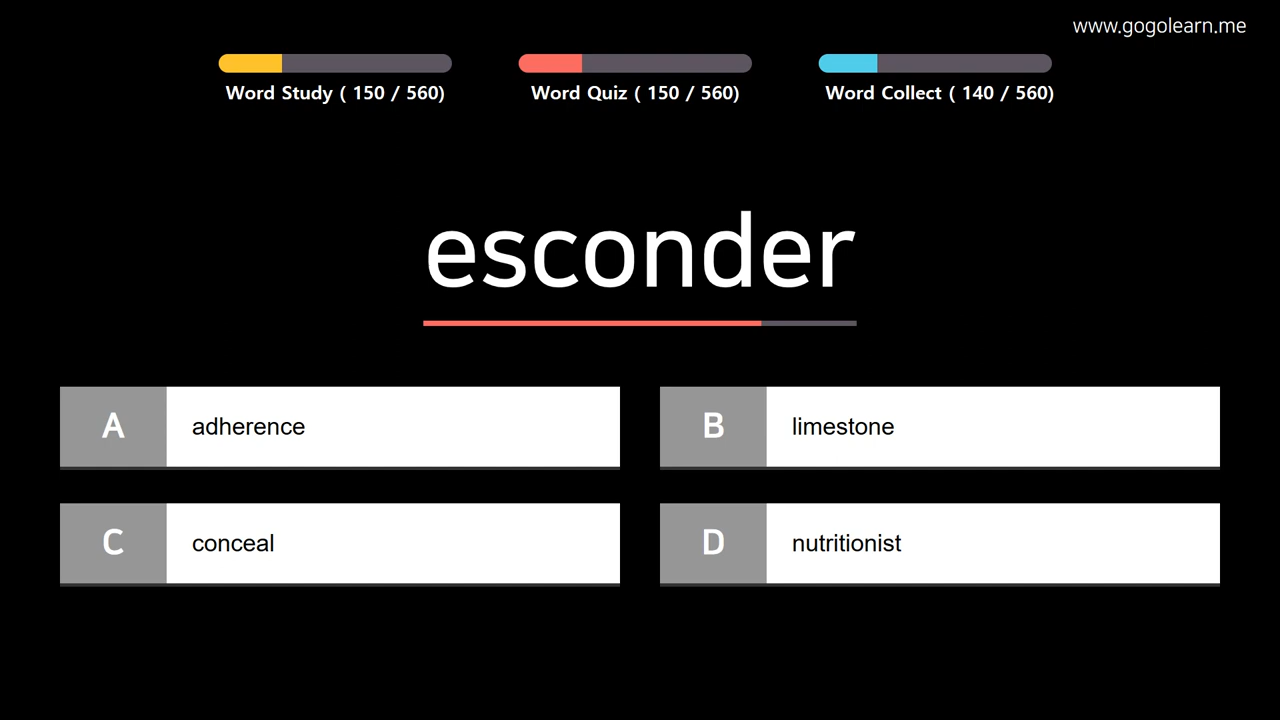 www.gogolearn.me
Word Study ( 150 / 560)
Word Quiz ( 150 / 560)
Word Collect ( 140 / 560)
esconder
A adherence
B limestone
C conceal
D nutritionist